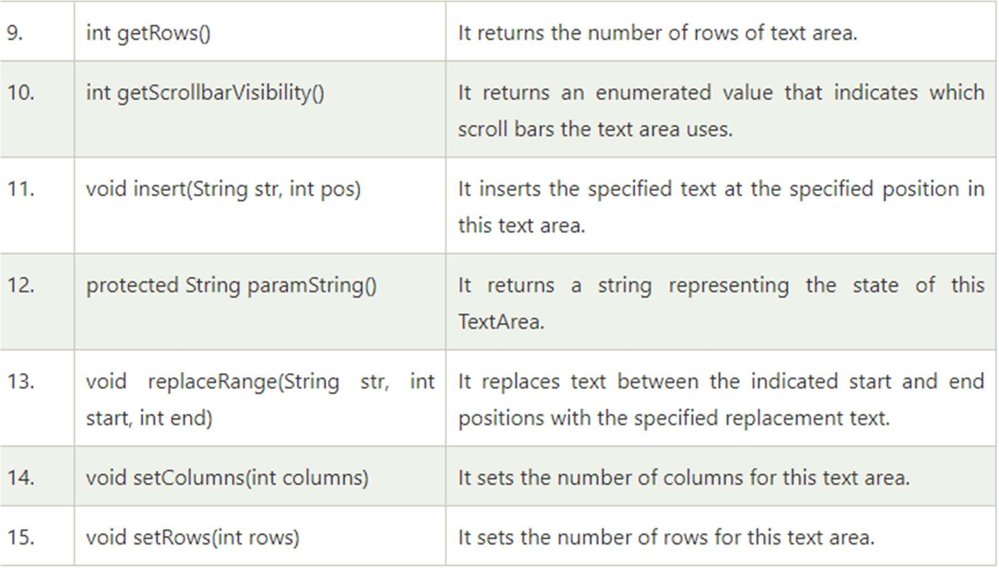 9. int getRows() It returns the number of rows of text area.
10. int getScrollbarVisibility() It returns an enumerated value that indicates which
scroll bars the text area uses.
11. void insert(String str, int pos) It inserts the specified text at the specified position in
this text area.
12. protected String paramString() It returns a string representing the state of this
TextArea.
13. void replaceRange(String str, int It replaces text between the indicated start and end
start, int end) positions with the specified replacement text.
14. void setColumns(int columns) It sets the number of columns for this text area.
15. void setRows(int rows) It sets the number of rows for this text area.